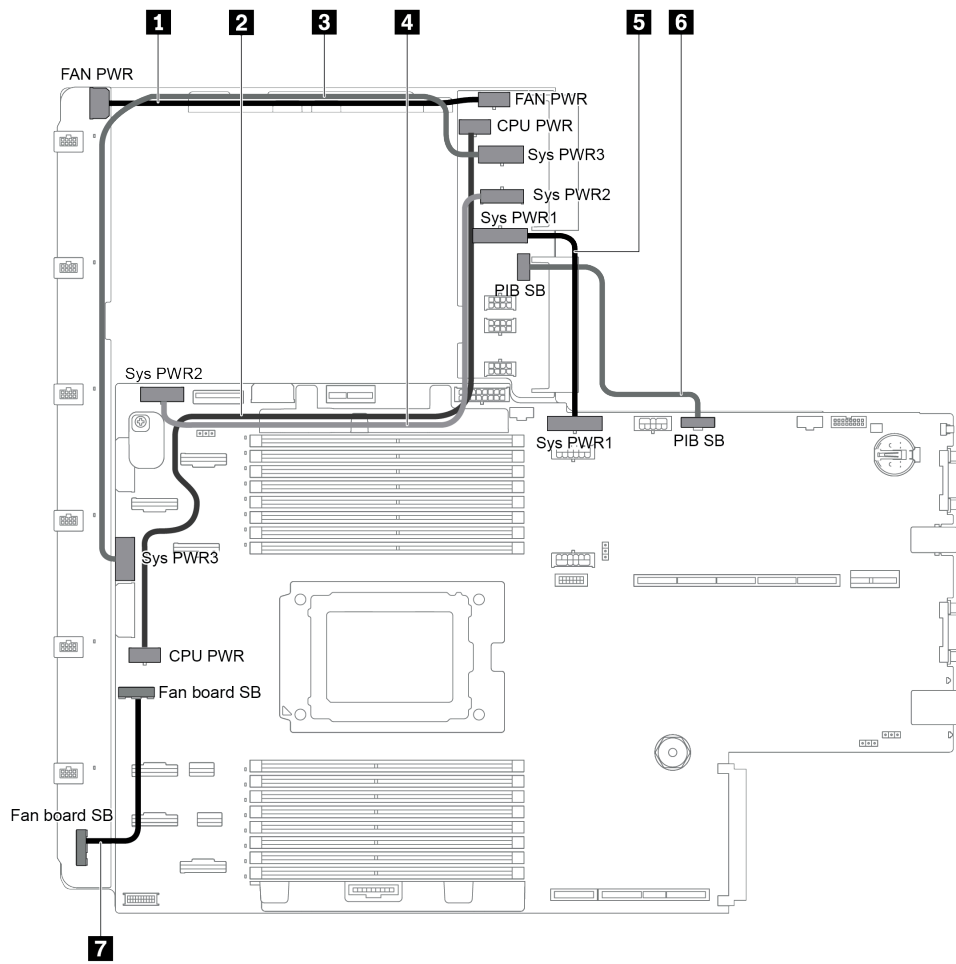 1
2
3
4
5
6
FAN PWR
FAN PWR
CPU PWR
Sys PWR3
Sys PWR2
Sys PWR1
PIB SB
Sys PWR2
Sys PWR1
PIB SB
Sys PWR3
CPU PWR
Fan board SB
Fan board SB
7